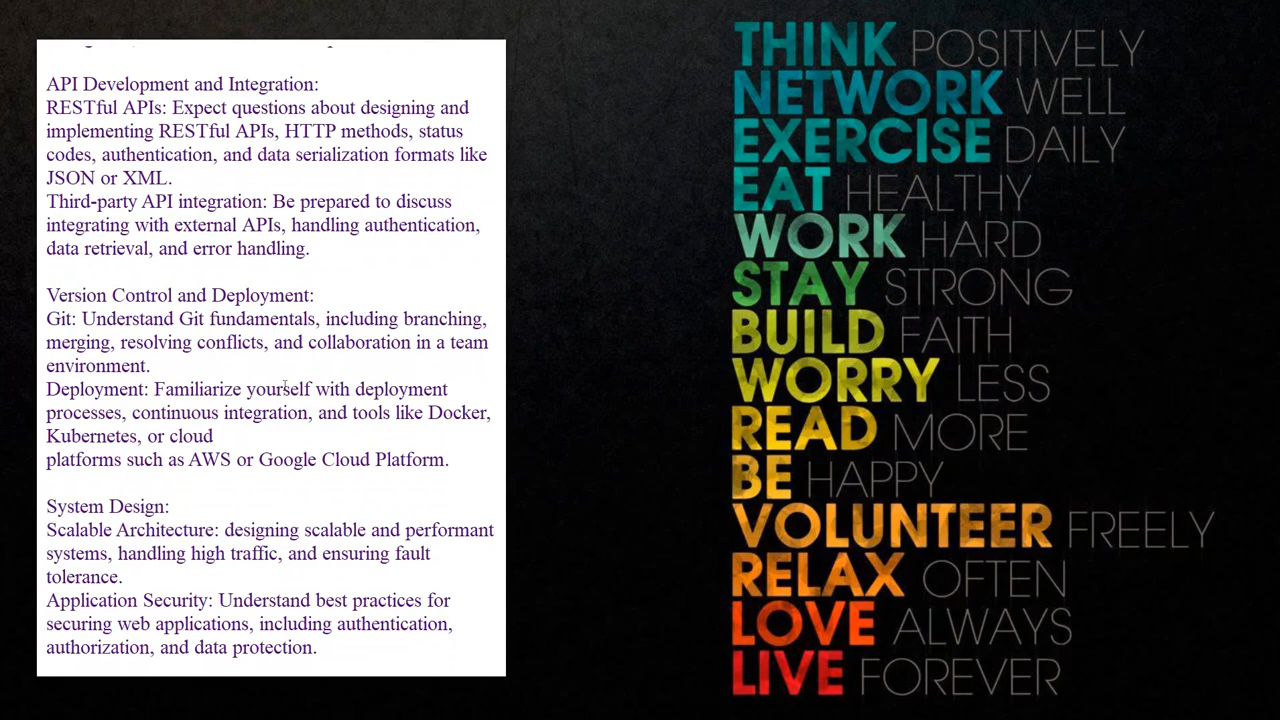 API Development and Integration:
RESTful APIs: Expect questions about designing and
implementing RESTful APIs, HTTP methods, status
codes, authentication, and data serialization formats like
JSON or XML.
Third-party API integration: Be prepared to discuss
integrating with external APIs, handling authentication,
data retrieval, and error handling.
Version Control and Deployment:
Git: Understand Git fundamentals, including branching,
merging, resolving conflicts, and collaboration in a team
environment.
Deployment: Familiarize yourself with deployment
processes, continuous integration, and tools like Docker,
Kubernetes, or cloud
platforms such as AWS or Google Cloud Platform.
System Design:
Scalable Architecture: designing scalable and performant
systems, handling high traffic, and ensuring fault
tolerance.
Application Security: Understand best practices for
securing web applications, including authentication,
authorization, and data protection.
THINK POSITIVELY
NETWORK WELL
EXERCISE DAILY
EAT HEALTHY
WORK HARD
STAY STRONG
BUILD FAITH
WORRY LESS
READ MORE
BE HAPPY
VOLUNTEER FREELY
RELAX OFTEN
LOVE ALWAYS
LIVE FOREVER